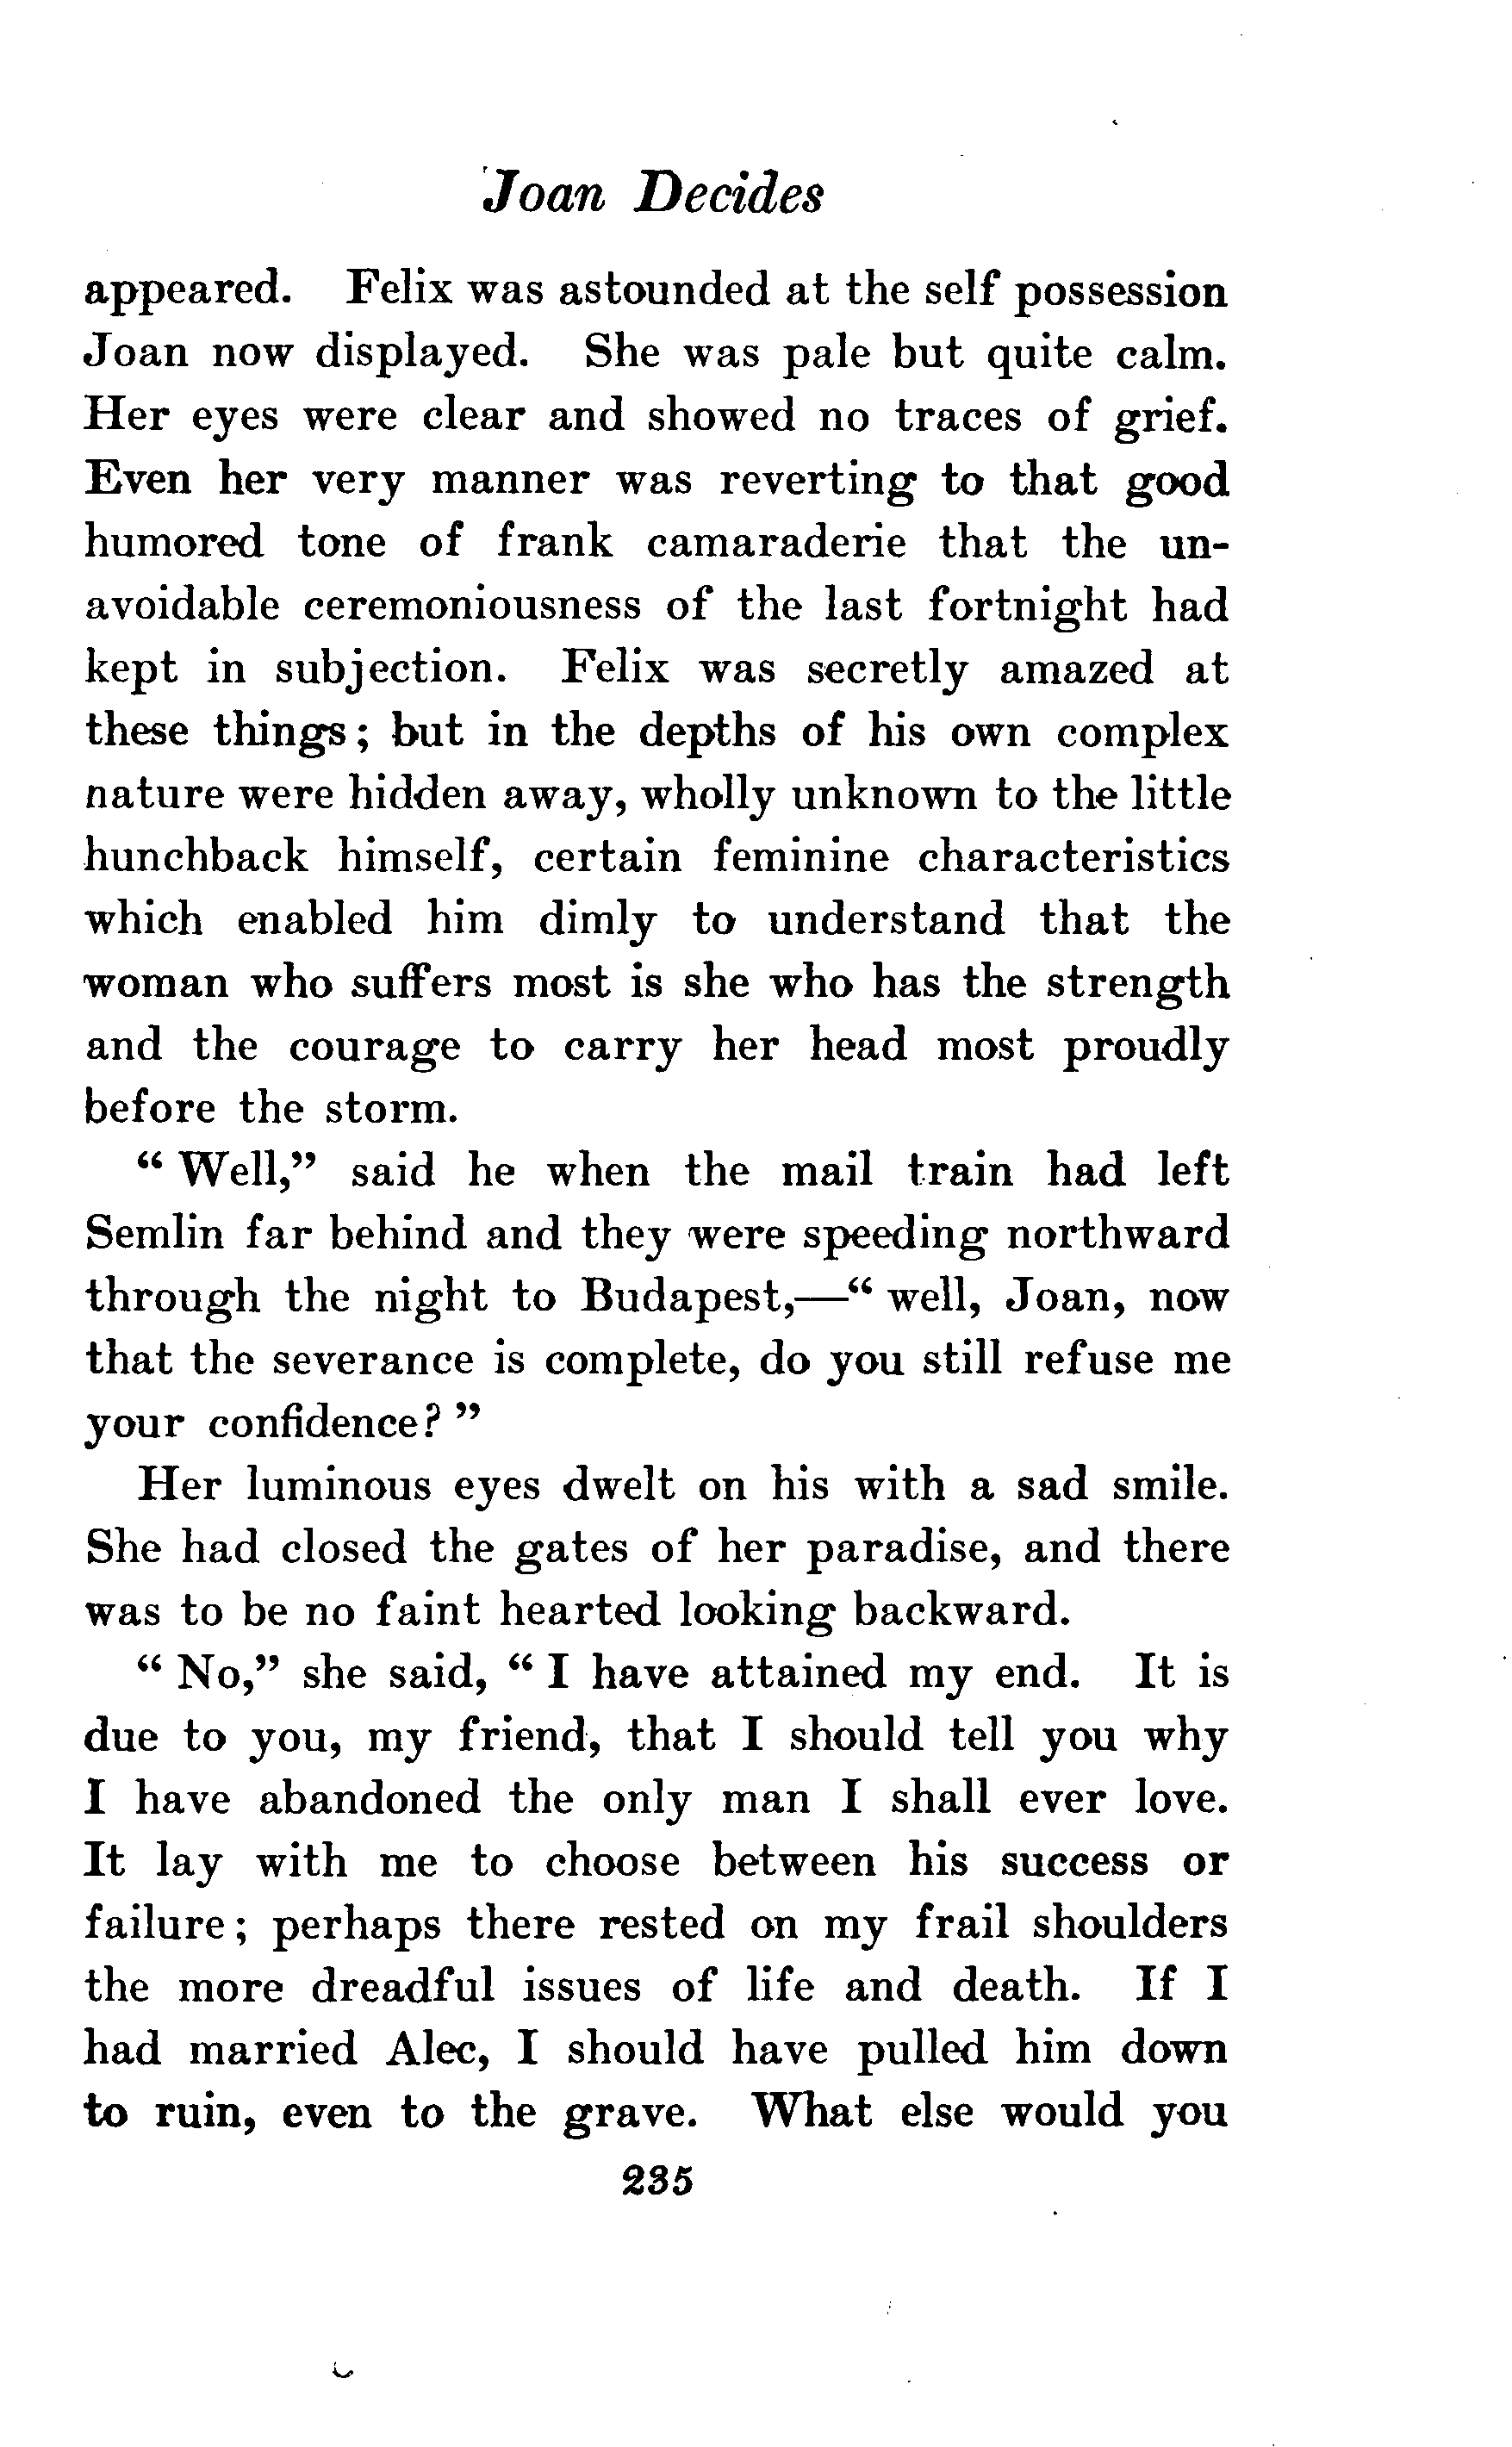 Joan Decides
appeared. Felix was astounded at the self possession
Joan now displayed. She was pale but quite calm.
Her eyes were clear and showed no traces of grief.
Even her very manner was reverting to that good
humored tone of frank camaraderie that the un-
avoidable ceremoniousness of the last fortnight had
kept in subjection. Felix was secretly amazed at
these things; but in the depths of his own complex
nature were hidden away, wholly unknown to the little
hunchback himself, certain feminine characteristics
which enabled him dimly to understand that the
woman who suffers most is she who has the strength
and the courage to carry her head most proudly
before the storm.
“ Well,” said he when the mail train had left
Semlin far behind and they were speeding northward
through the night to Budapest,—“ well, Joan, now
that the severance is complete, do you still refuse me
your confidence? ”
Her luminous eyes dwelt on his with a sad smile.
She had closed the gates of her paradise, and there
was to be no faint hearted looking backward.
“ No,” she said, “ I have attained my end. It is
due to you, my friend, that I should tell you why
I have abandoned the only man I shall ever love.
It lay with me to choose between his success or
failure; perhaps there rested on my frail shoulders
the more dreadful issues of life and death. If I
had married Alec, I should have pulled him down
to ruin, even to the grave. What else would you
235